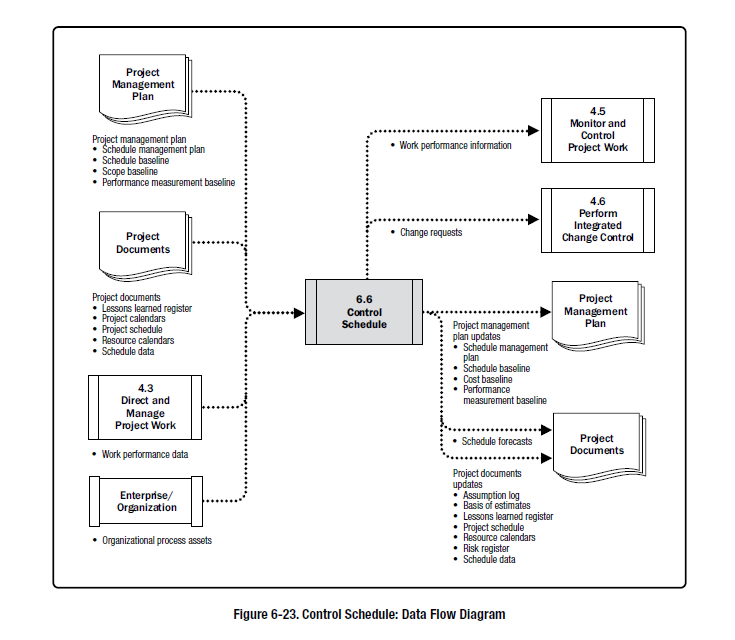 Project
Management
Plan
Project management plan
• Schedule management plan
• Schedule baseline
• Scope baseline
• Performance measurement baseline
Project
Documents
Project documents
• Lessons learned register
• Project calendars
• Project schedule
• Resource calendars
• Schedule data
4.3
Direct and
Manage
Project Work
• Work performance data
Enterprise/
Organization
• Organizational process assets
6.6
Control
Schedule
• Work performance information
4.5
Monitor and
Control
Project Work
• Change requests
4.6
Perform
Integrated
Change Control
Project
Management
Plan
Project management
plan updates
• Schedule management
plan
• Schedule baseline
• Cost baseline
• Performance
measurement baseline
• Schedule forecasts
Project
Documents
Project documents
updates
• Assumption log
• Basis of estimates
• Lessons learned register
• Project schedule
• Resource calendars
• Risk register
• Schedule data
Figure 6-23. Control Schedule: Data Flow Diagram